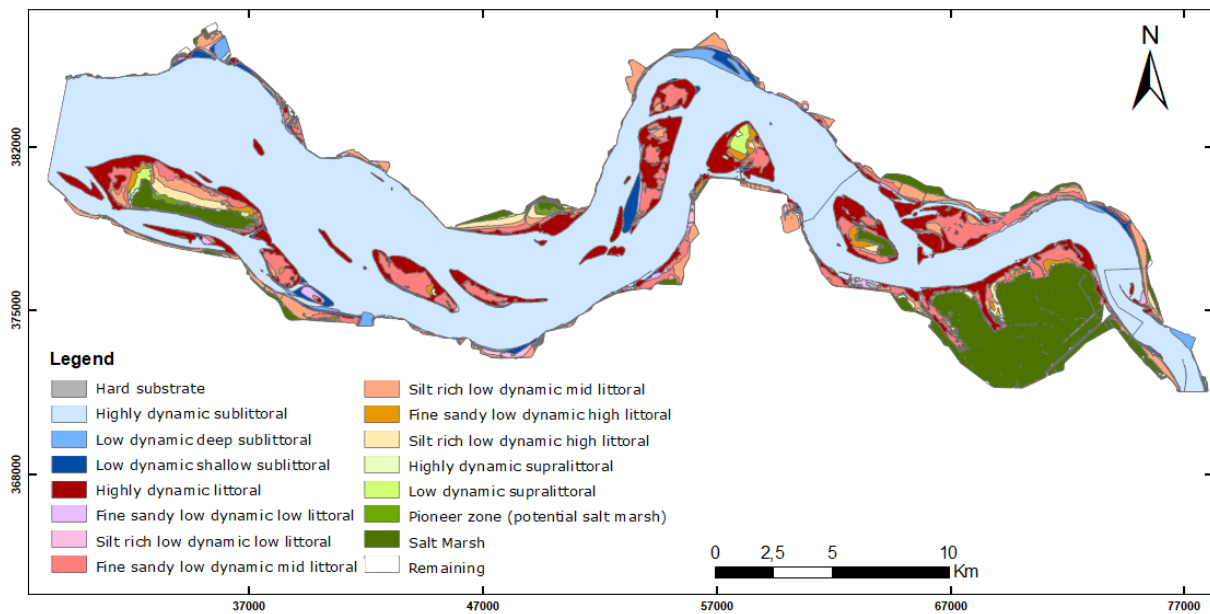 N
382000
375000
368000
Legend
Hard substrate
Highly dynamic sublittoral
Low dynamic deep sublittoral
Low dynamic shallow sublittoral
Highly dynamic littoral
Fine sandy low dynamic low littoral
Silt rich low dynamic low littoral
Fine sandy low dynamic mid littoral
Silt rich low dynamic mid littoral
Fine sandy low dynamic high littoral
Silt rich low dynamic high littoral
Highly dynamic supralittoral
Low dynamic supralittoral
Pioneer zone (potential salt marsh)
Salt Marsh
Remaining
0 2,5 5 10
Km
37000 47000 57000 67000 77000